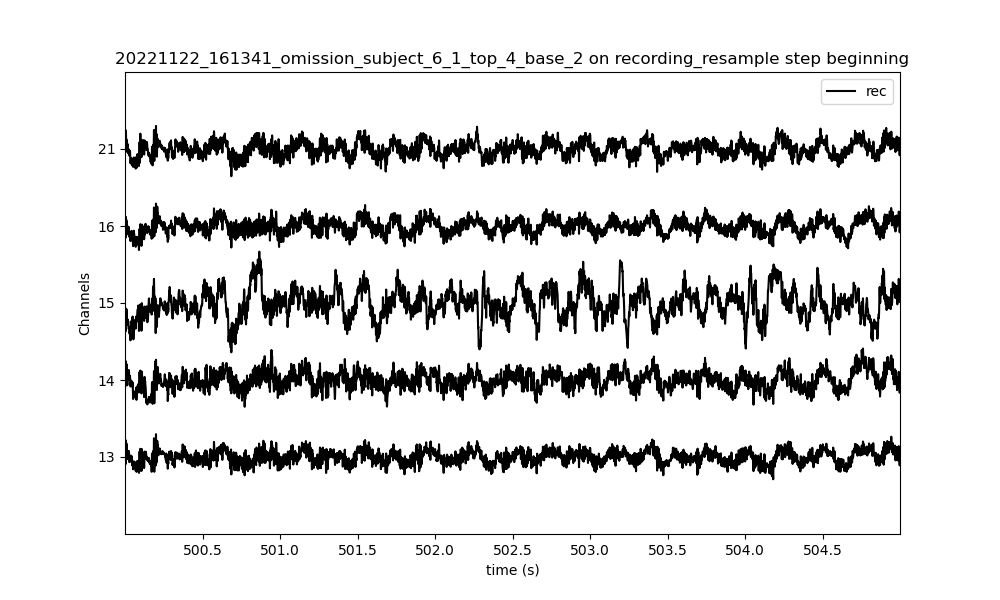 20221122_161341_omission_subject_6_1_top_4_base_2 on recording_resample step beginning
rec
21
16
15
14
13
Channels
500.5 501.0 501.5 502.0 502.5 503.0 503.5 504.0 504.5
time (s)